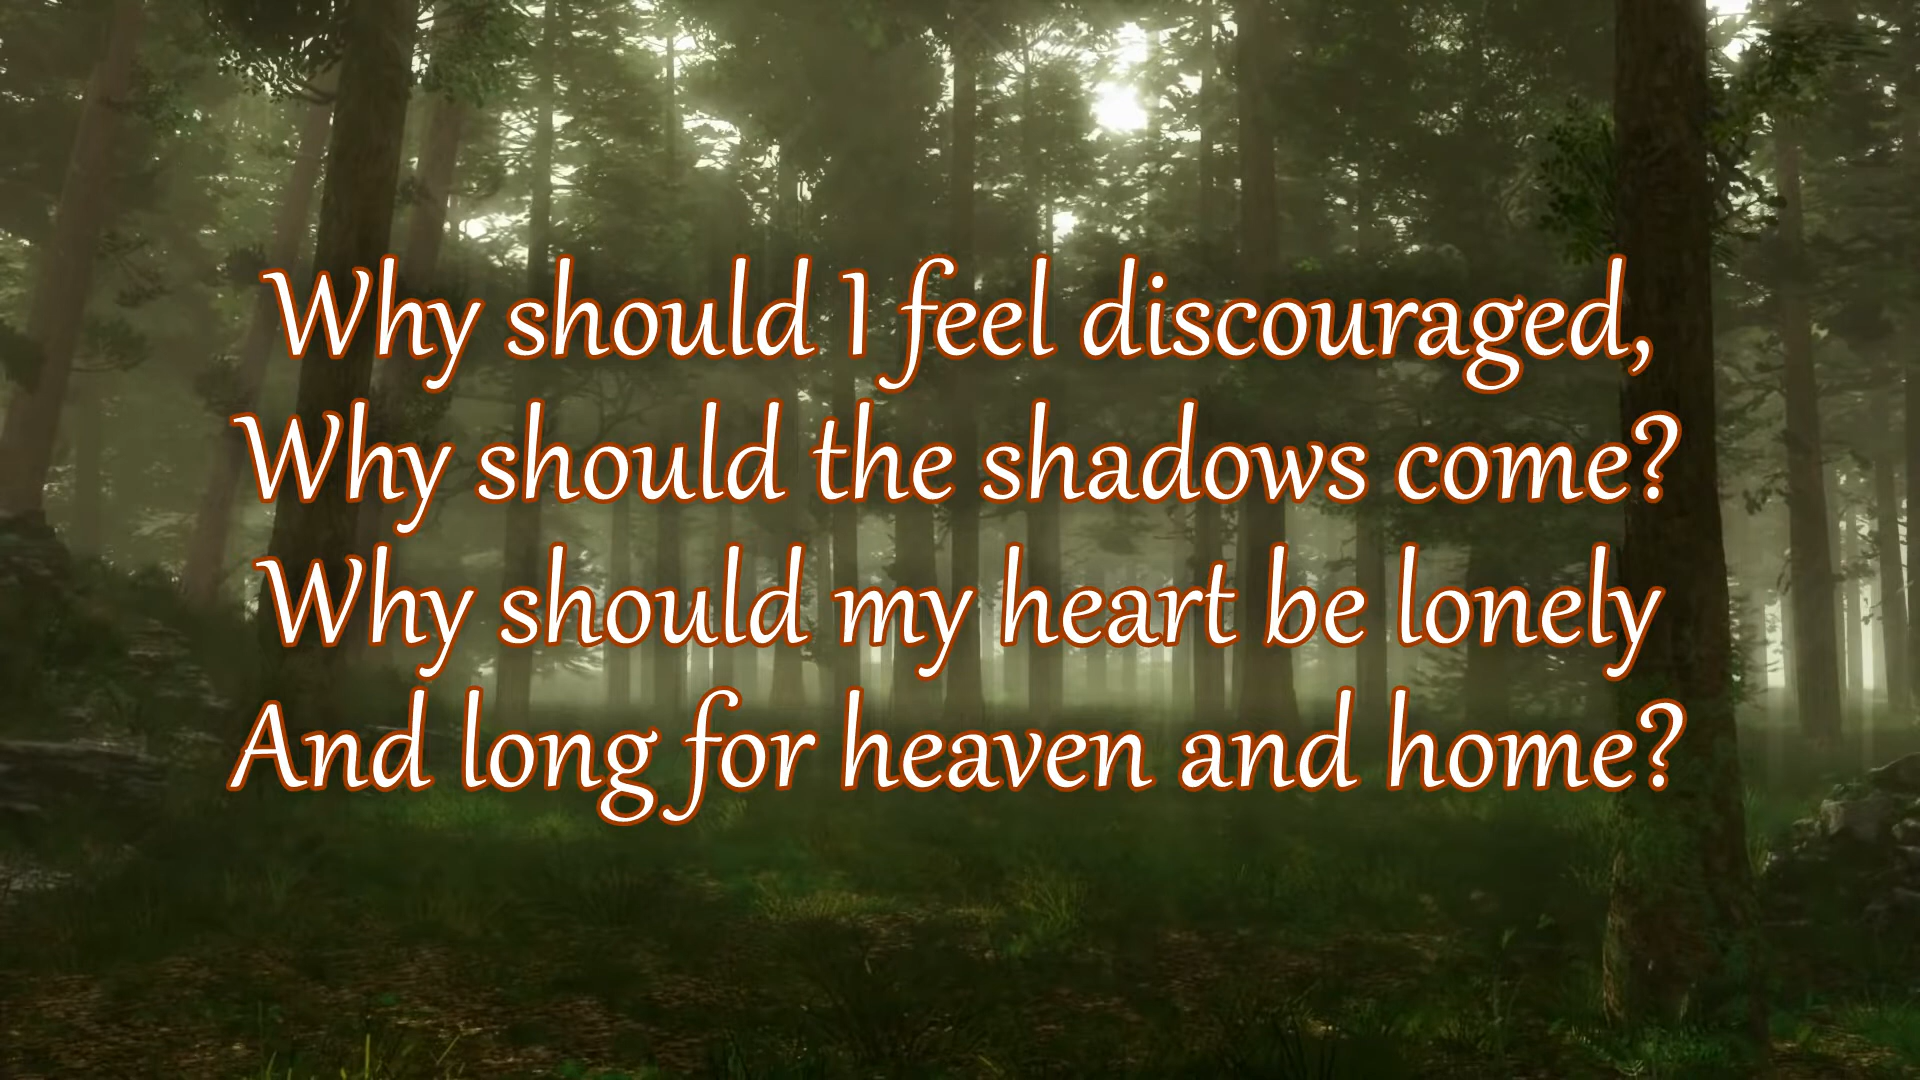 Why should I feel discouraged,
Why should the shadows come?
Why should my heart be lonely
And long for heaven and home?